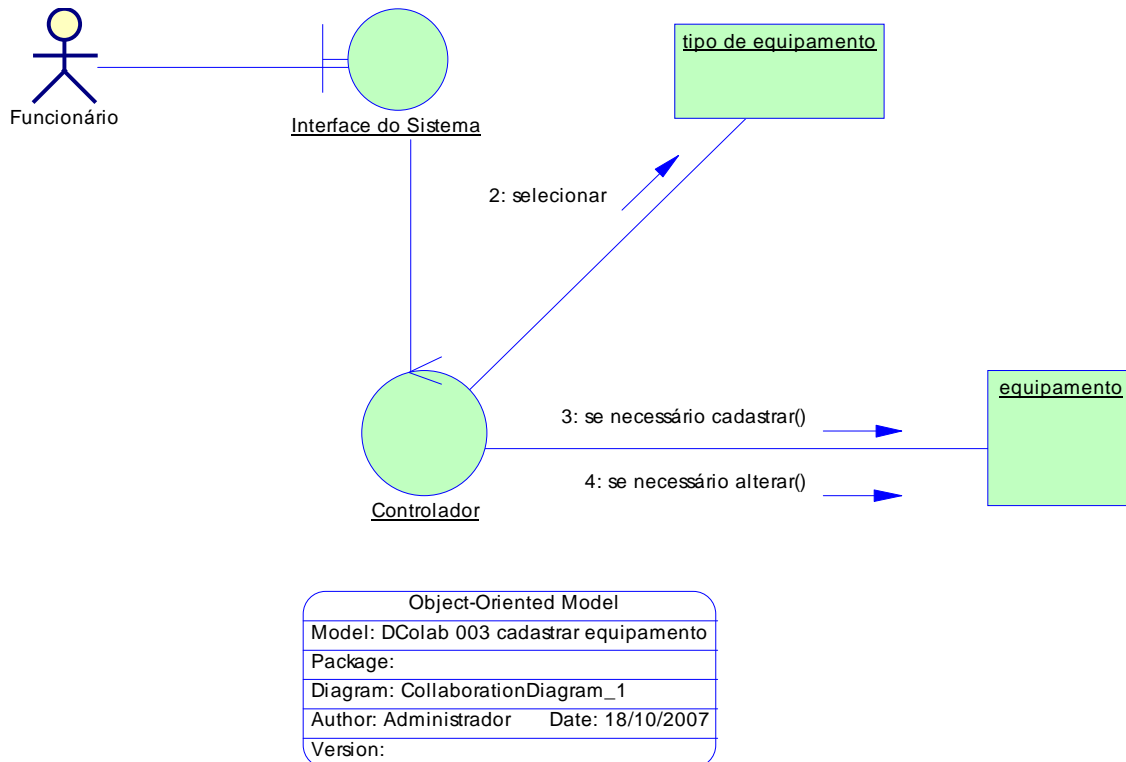 Funcionário
Interface do Sistema
tipo de equipamento
2: selecionar
equipamento
3: se necessário cadastrar()
4: se necessário alterar()
Controlador
Object-Oriented Model
Model: DColab 003 cadastrar equipamento
Package:
Diagram: CollaborationDiagram_1
Author: Administrador Date: 18/10/2007
Version: